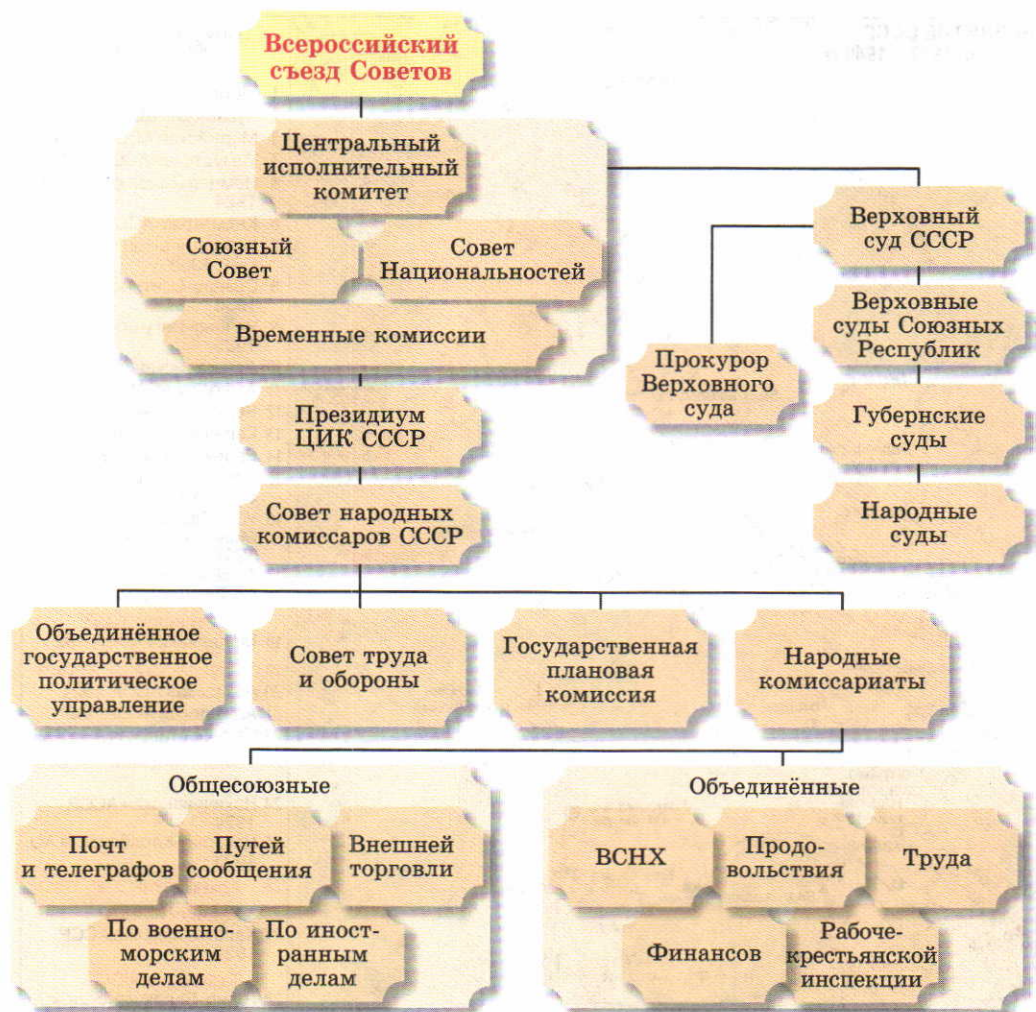 Всероссийский
съезд Советов
Центральный
исполнительный
комитет
Союзный
Совет
Совет
Национальностей
Временные комиссии
Верховный
суд СССР
Верховные
суды Союзных
Республик
Прокурор
Верховного
суда
Губернские
суды
Народные
суды
Президиум
ЦИК СССР
Совет народных
комиссаров СССР
Объединённое
государственное
политическое
управление
Совет труда
и обороны
Государственная
плановая
комиссия
Народные
комиссариаты
Общесоюзные
Почт
и телеграфов
Путей
сообщения
Внешней
торговли
По военно-
морским
делам
По иност-
ранным
делам
Объединённые
ВСНХ
Продо-
вольствия
Труда
Финансов
Рабоче-
крестьянской
инспекции